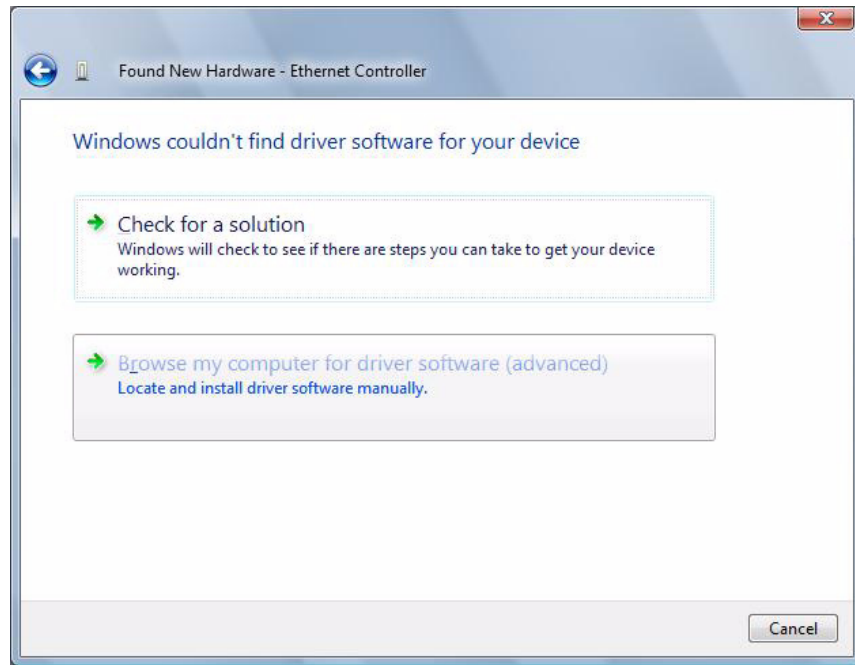 Found New Hardware - Ethernet Controller
Windows couldn't find driver software for your device
Check for a solution
Windows will check to see if there are steps you can take to get your device
working.
Browse my computer for driver software (advanced)
Locate and install driver software manually.
Cancel